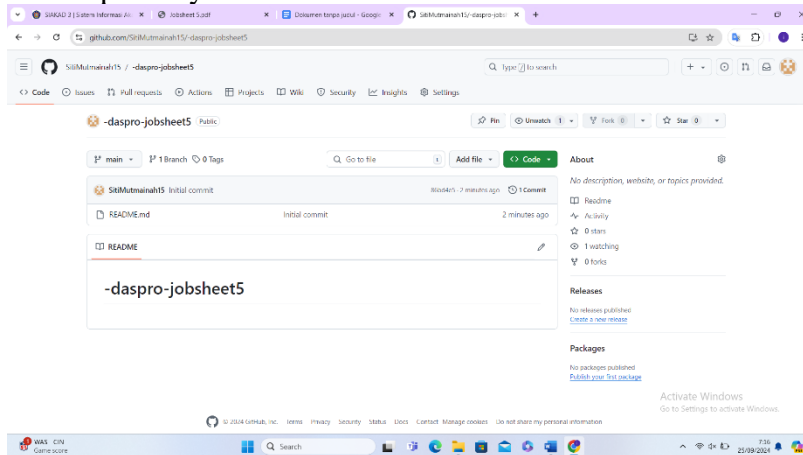 SIAKAD 3 | Sistem Informasi Ak
Jobsheet 5.pdf
Dokumen tanpa judul - Google
SitiMutmainah15/-daspro-jobs
github.com/SitiMutmainah15/-daspro-jobsheet5
SitiMutmainah15 / -daspro-jobsheet5
Type / to search
Code
Issues
Pull requests
Actions
Projects
Wiki
Security
Insights
Settings
-daspro-jobsheet5 Public
Pin
Unwatch 1
Fork 0
Star 0
main
1 Branch
0 Tags
Go to file
t
Add file
Code
SitiMutmainah15 Initial commit
2 minutes ago
1 Commit
README.md
Initial commit
2 minutes ago
README
-daspro-jobsheet5
About
No description, website, or topics provided.
Readme
Activity
0 stars
1 watching
0 forks
Releases
No releases published
Create a new release
Packages
No packages published
Publish your first package
Activate Windows
Go to Settings to activate Windows.
© 2024 GitHub, Inc. Terms Privacy Security Status Docs Contact Manage cookies Do not share my personal information
WAS CIN
Game score
Search
7:36
25/09/2024